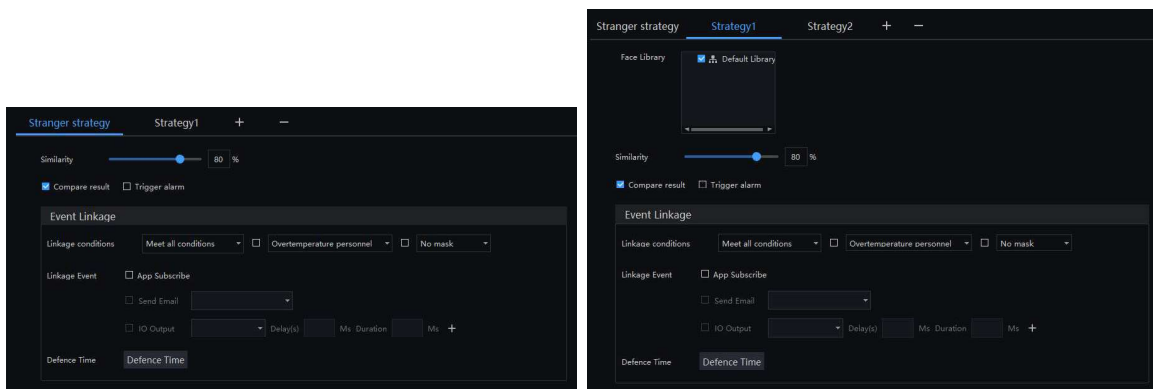 Stranger strategy Strategy1 + −
Similarity 80 %
Compare result Trigger alarm
Event Linkage
Linkage conditions Meet all conditions Overtemperature personnel No mask
Linkage Event App Subscribe
Send Email
IO Output Delay(s) Ms Duration Ms +
Defence Time Defence Time
Stranger strategy Strategy1 Strategy2 + −
Face Library Default Library
Similarity 80 %
Compare result Trigger alarm
Event Linkage
Linkage conditions Meet all conditions Overtemperature personnel No mask
Linkage Event App Subscribe
Send Email
IO Output Delay(s) Ms Duration Ms +
Defence Time Defence Time